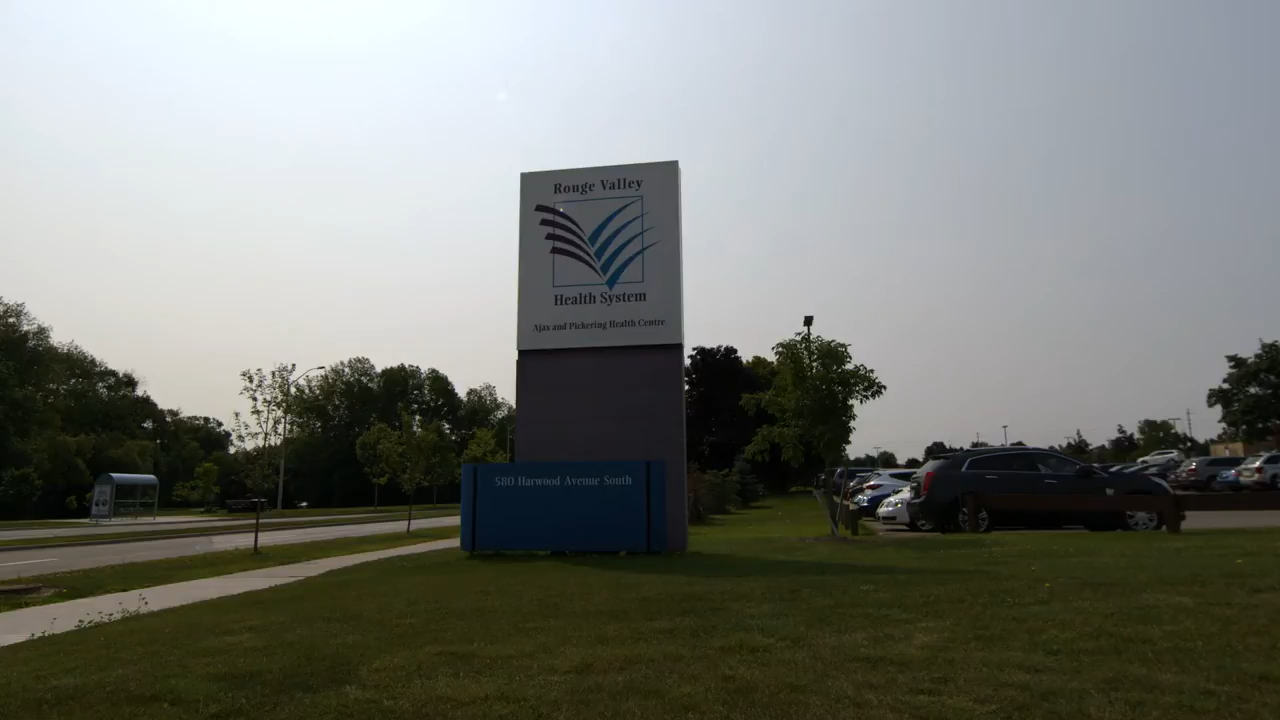 Rouge Valley
Health System
Ajax and Pickering Health Centre
580 Harwood Avenue South